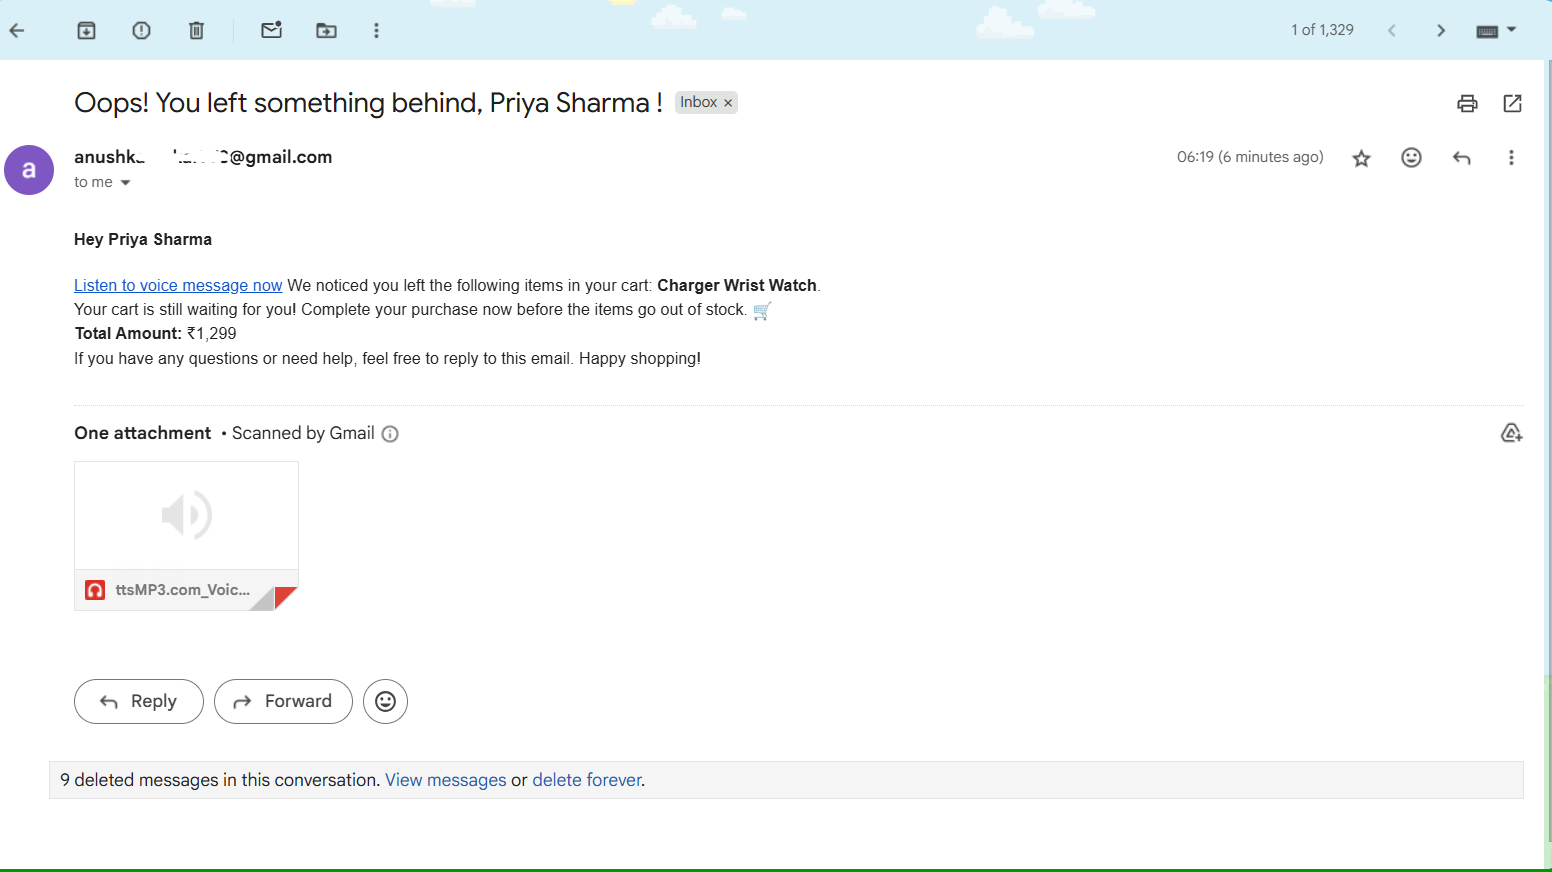 1 of 1,329
Oops! You left something behind, Priya Sharma ! Inbox ×
@gmail.com
06:19 (6 minutes ago)
a
to me
Hey Priya Sharma
Listen to voice message now We noticed you left the following items in your cart: Charger Wrist Watch.
Your cart is still waiting for you! Complete your purchase now before the items go out of stock. 🛒
Total Amount: ₹1,299
If you have any questions or need help, feel free to reply to this email. Happy shopping!
One attachment • Scanned by Gmail
ttsMP3.com_Voic...
Reply Forward
9 deleted messages in this conversation. View messages or delete forever.